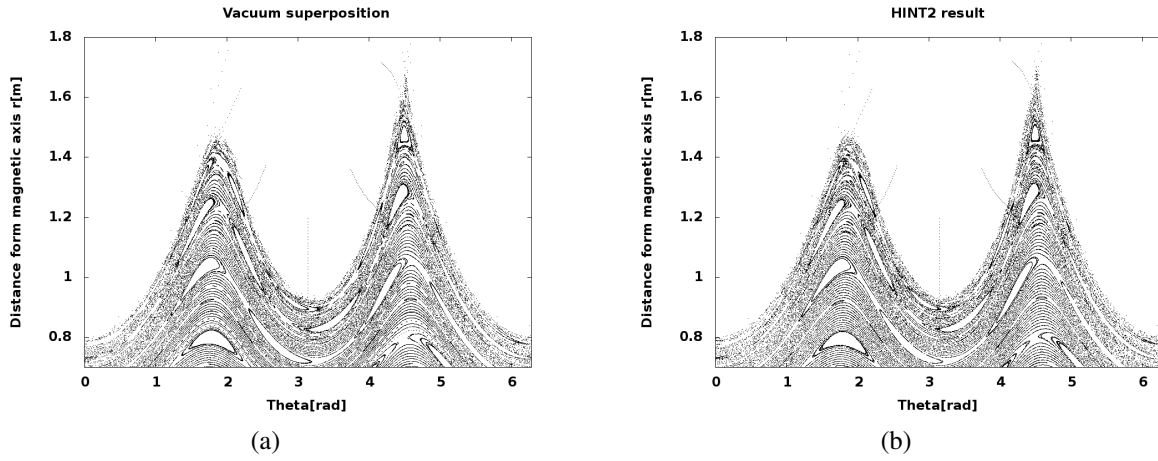 Vacuum superposition
Distance form magnetic axis r[m]
1.8
1.6
1.4
1.2
1
0.8
0 1 2 3 4 5 6
Theta[rad]
(a)
HINT2 result
Distance form magnetic axis r[m]
1.8
1.6
1.4
1.2
1
0.8
0 1 2 3 4 5 6
Theta[rad]
(b)